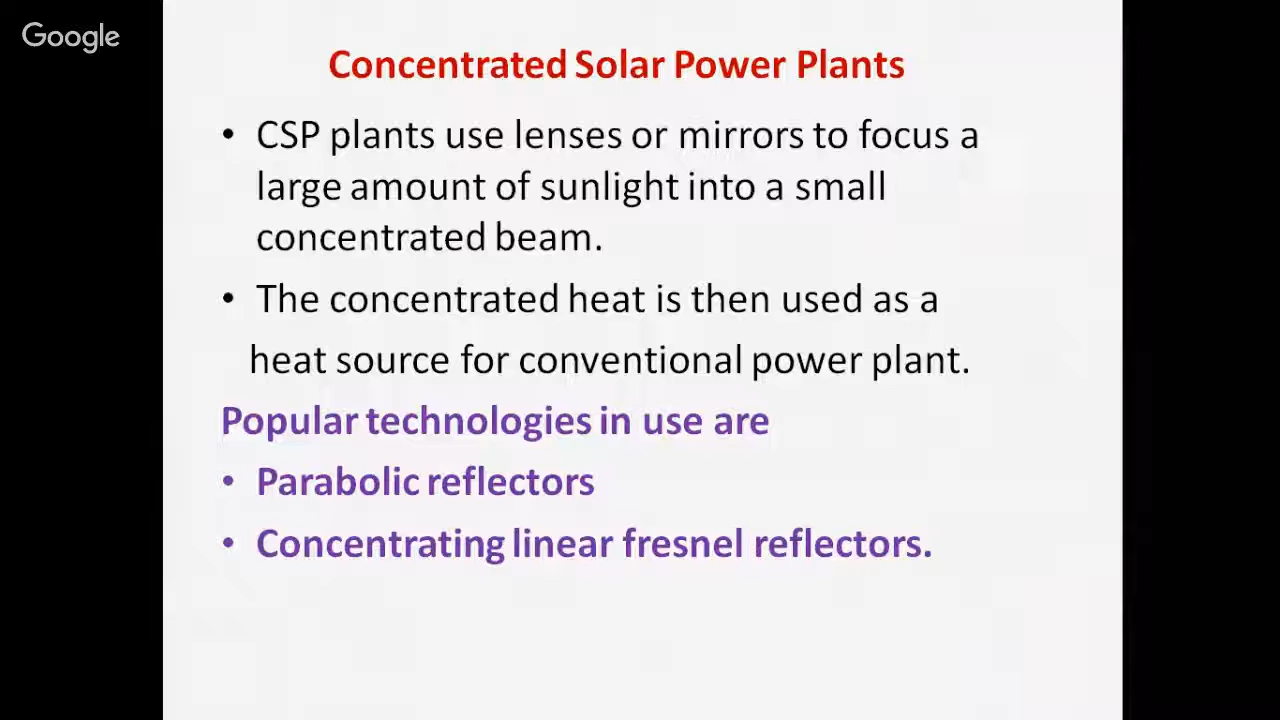 Google
Concentrated Solar Power Plants
• CSP plants use lenses or mirrors to focus a
large amount of sunlight into a small
concentrated beam.
• The concentrated heat is then used as a
heat source for conventional power plant.
Popular technologies in use are
• Parabolic reflectors
• Concentrating linear fresnel reflectors.